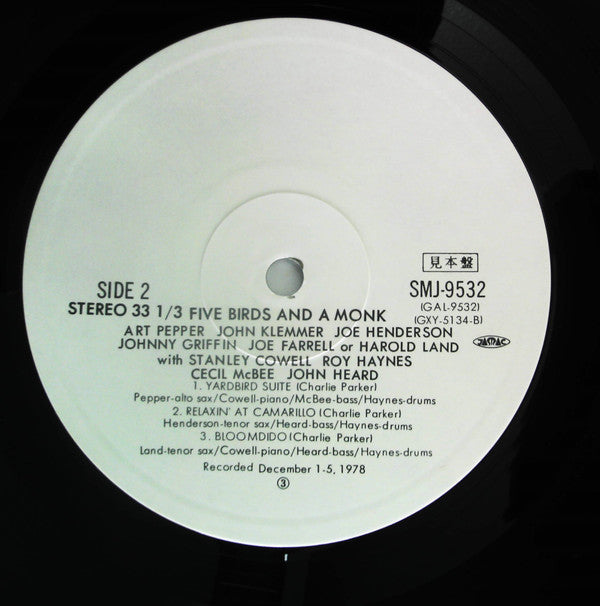 見本盤
SIDE 2
SMJ-9532
(GAL-9532)
(GXY-5134-B)
STEREO 33 1/3 FIVE BIRDS AND A MONK
ART PEPPER JOHN KLEMMER JOE HENDERSON
JOHNNY GRIFFIN JOE FARRELL or HAROLD LAND
JASRAC
with STANLEY COWELL ROY HAYNES
CECIL McBEE JOHN HEARD
1. YARDBIRD SUITE (Charlie Parker)
Pepper-alto sax/Cowell-piano/McBee-bass/Haynes-drums
2. RELAXIN' AT CAMARILLO (Charlie Parker)
Henderson-tenor sax/Heard-bass/Haynes-drums
3. BLOOMDIDO (Charlie Parker)
Land-tenor sax/Cowell-piano/Heard-bass/Haynes-drums
Recorded December 1-5, 1978
③